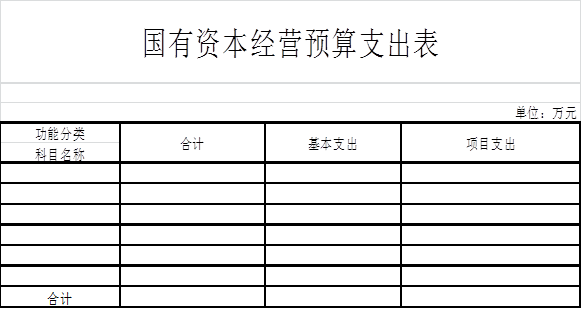 国有资本经营预算支出表
单位：万元
功能分类
科目名称
合计
基本支出
项目支出
合计